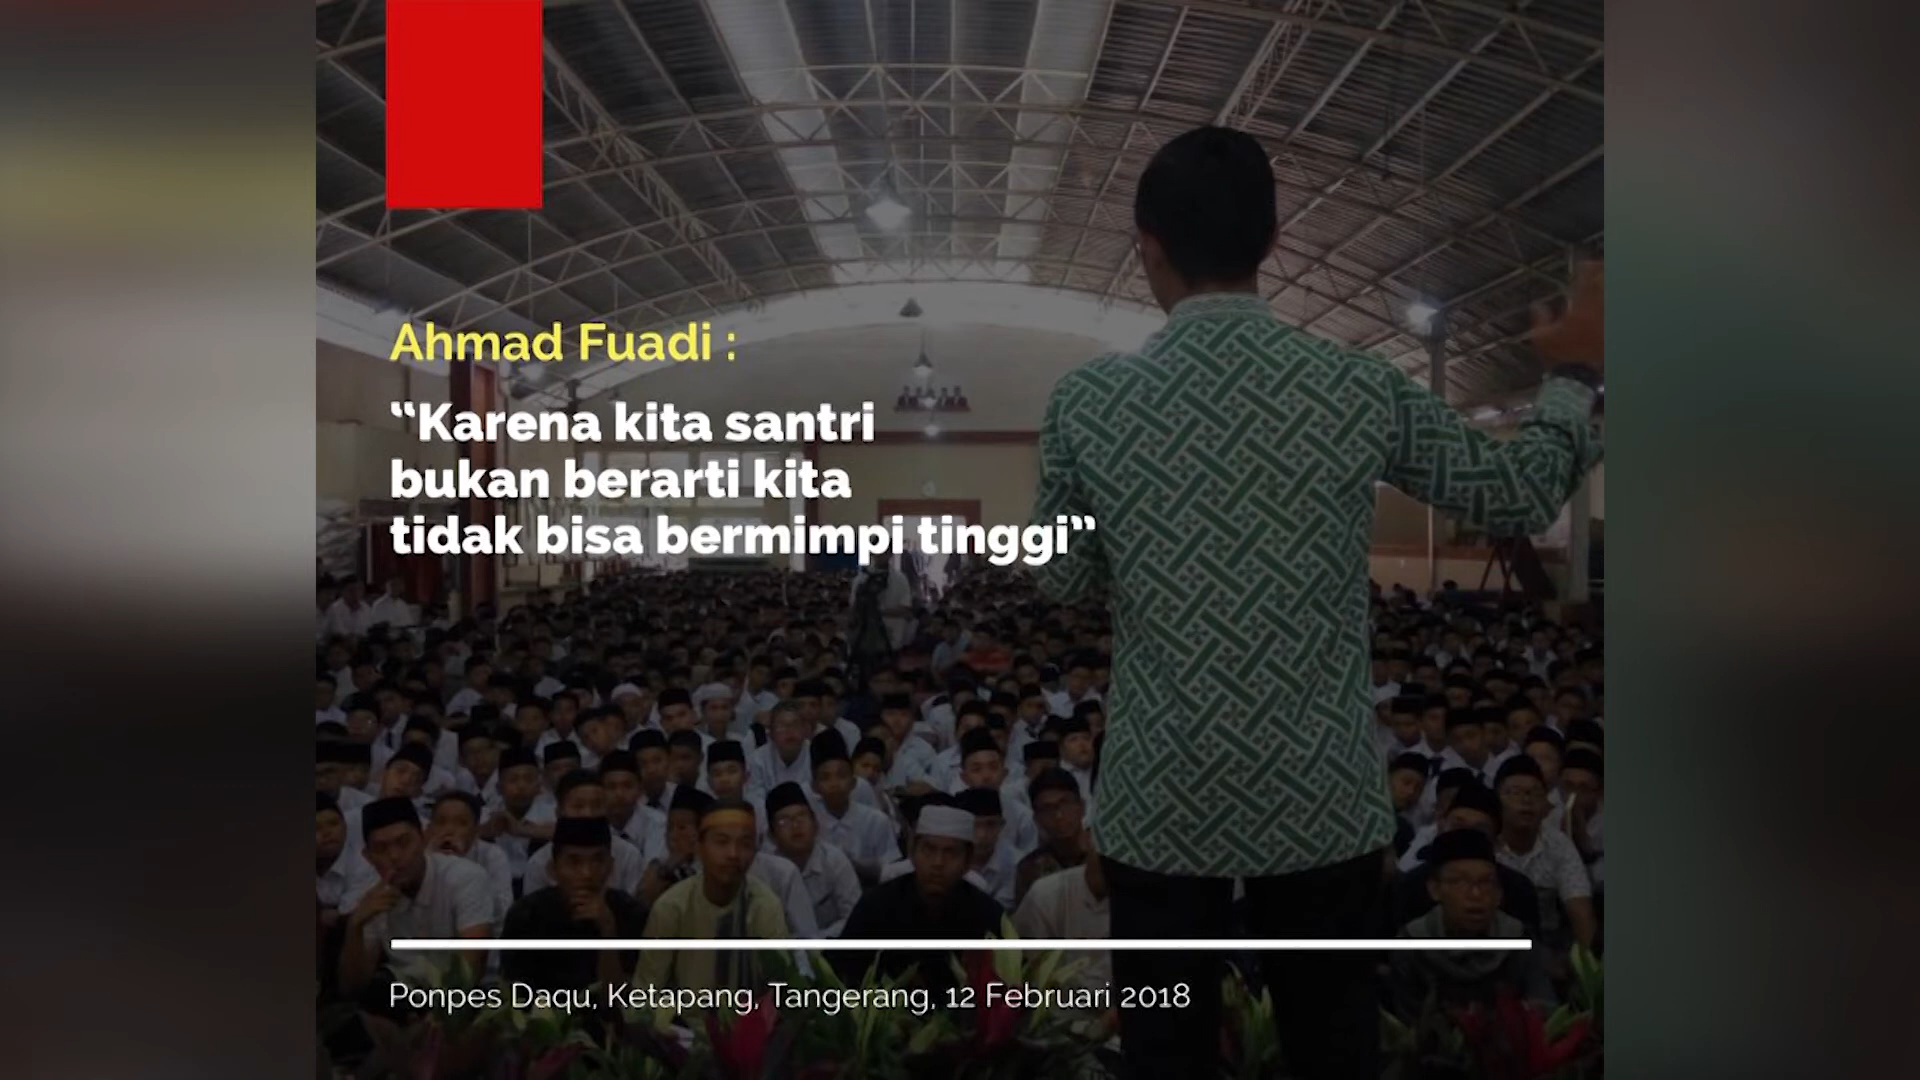 Ahmad Fuadi :
“Karena kita santri
bukan berarti kita
tidak bisa bermimpi tinggi”
Ponpes Daqu, Ketapang, Tangerang, 12 Februari 2018